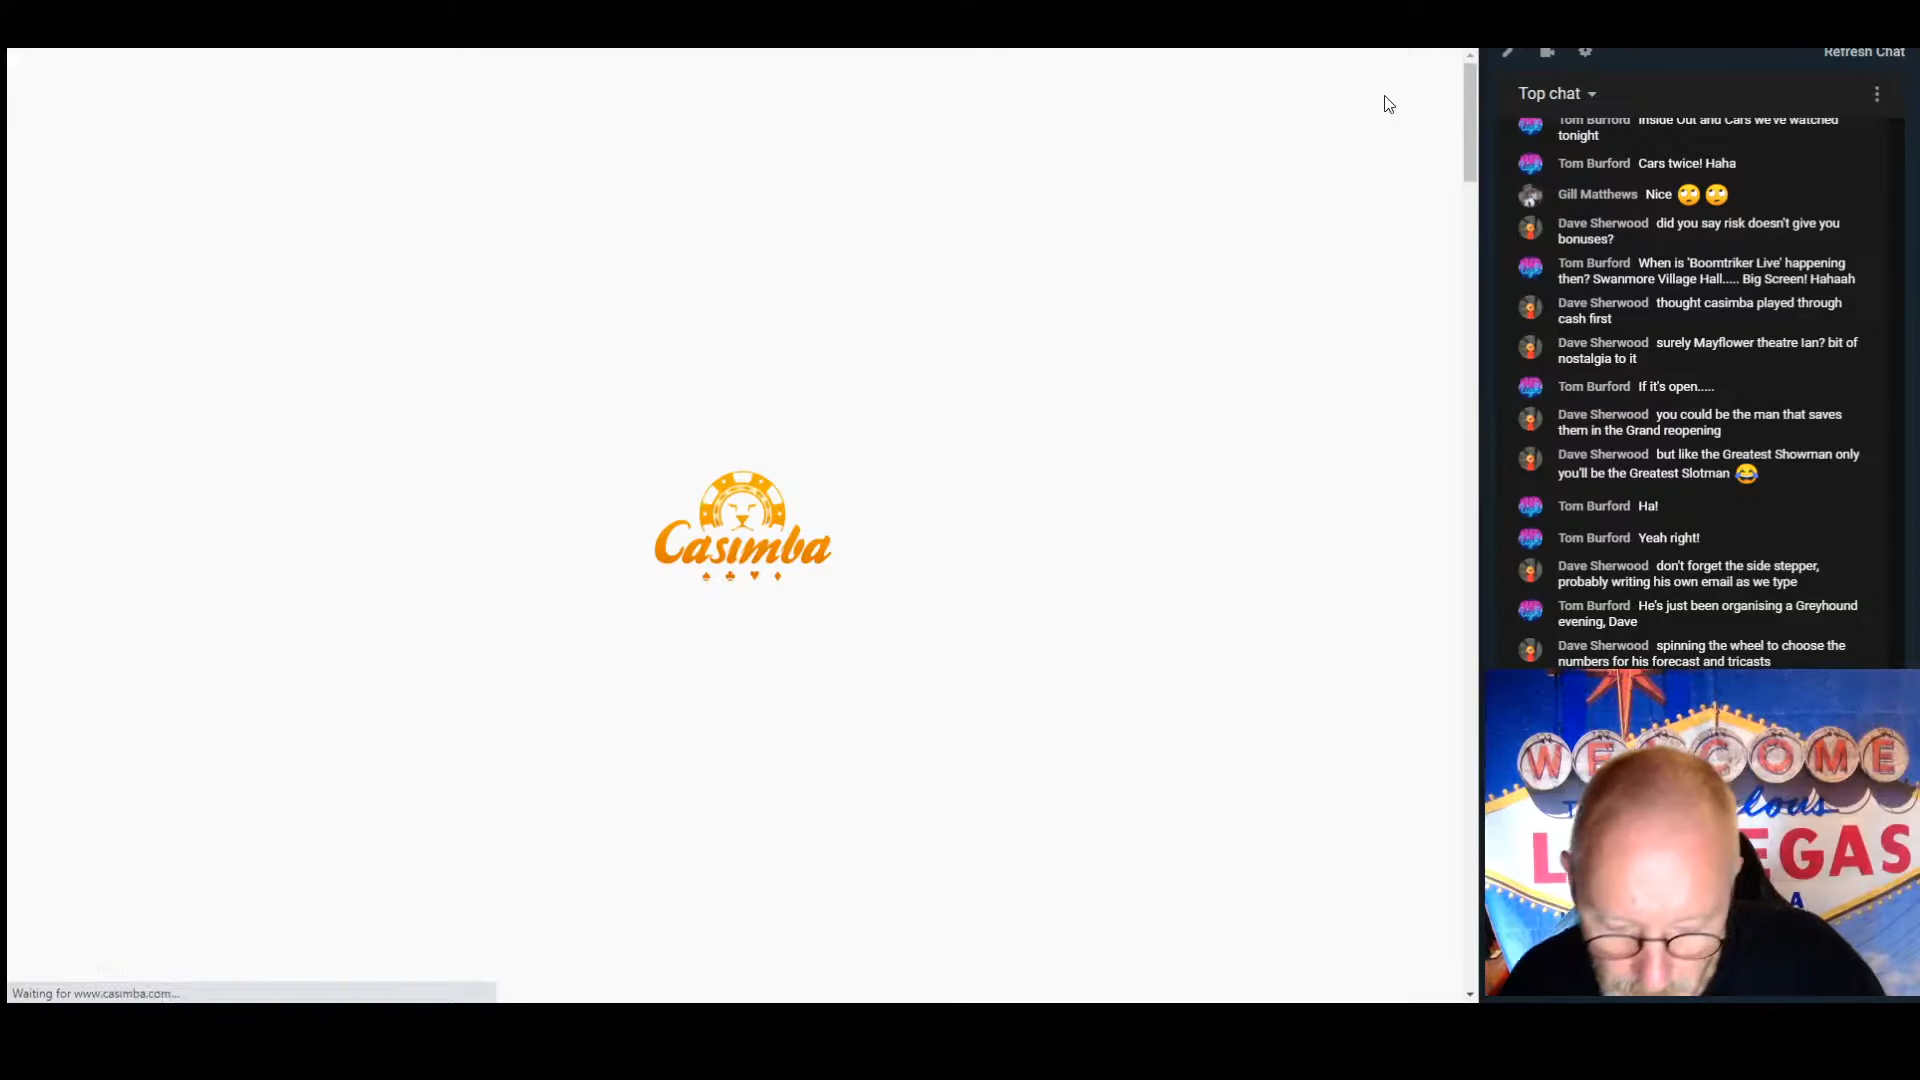 Refresh Chat
Top chat
Tom Burford Inside Out and Cars we've watched
tonight
Tom Burford Cars twice! Haha
Gill Matthews Nice 🙄 🙄
Dave Sherwood did you say risk doesn't give you
bonuses?
Tom Burford When is 'Boomtriker Live' happening
then? Swanmore Village Hall..... Big Screen! Hahaah
Dave Sherwood thought casimba played through
cash first
Dave Sherwood surely Mayflower theatre Ian? bit of
nostalgia to it
Tom Burford If it's open.....
Dave Sherwood you could be the man that saves
them in the Grand reopening
Dave Sherwood but like the Greatest Showman only
you'll be the Greatest Slotman 😂
Tom Burford Ha!
Tom Burford Yeah right!
Dave Sherwood don't forget the side stepper,
probably writing his own email as we type
Tom Burford He's just been organising a Greyhound
evening, Dave
Dave Sherwood spinning the wheel to choose the
numbers for his forecast and tricasts
Casimba
Waiting for www.casimba.com...
WELCOME
EGAS